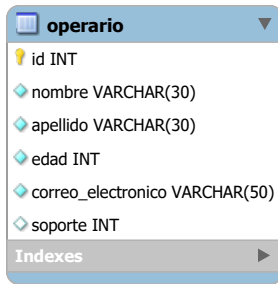 operario
id INT
nombre VARCHAR(30)
apellido VARCHAR(30)
edad INT
correo_electronico VARCHAR(50)
soporte INT
Indexes